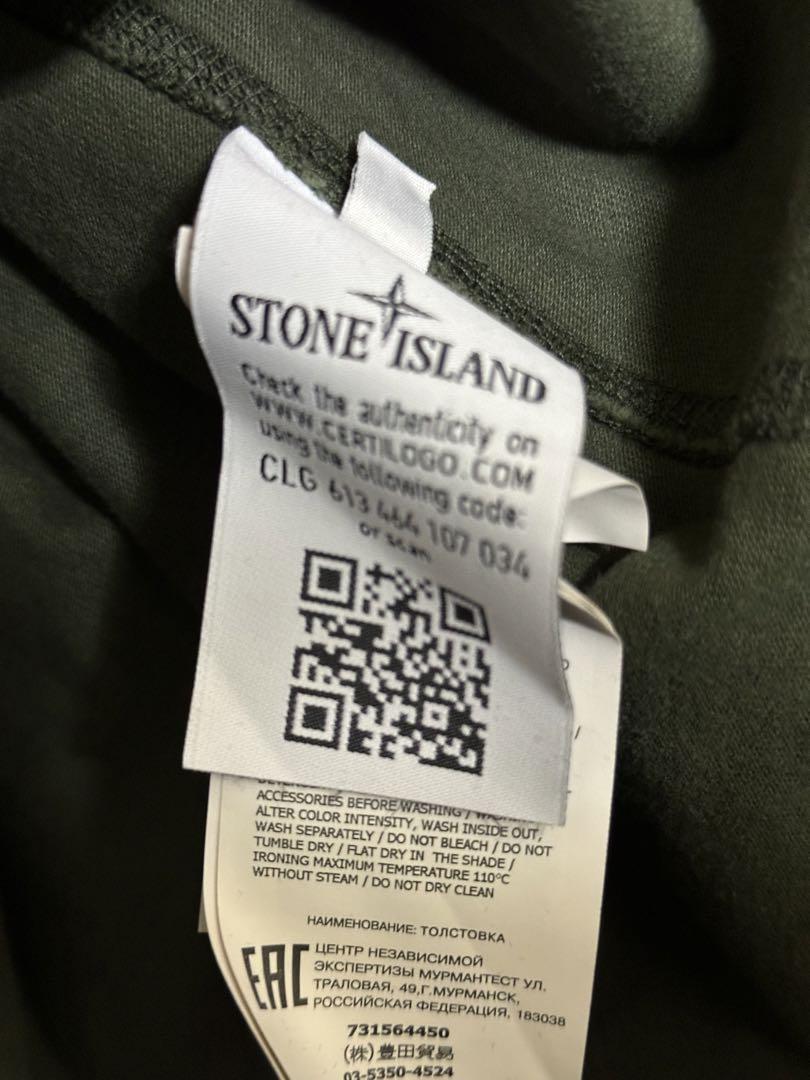 STONE ISLAND
Check the authenticity on
WWW.CERTILOGO.COM
using the following code:
CLG 613 464 107 034
or scan
ACCESSORIES BEFORE WASHING /
ALTER COLOR INTENSITY, WASH INSIDE OUT,
WASH SEPARATELY / DO NOT BLEACH / DO NOT
TUMBLE DRY / FLAT DRY IN THE SHADE /
IRONING MAXIMUM TEMPERATURE 110°C
WITHOUT STEAM / DO NOT DRY CLEAN
НАИМЕНОВАНИЕ: ТОЛСТОВКА
EAC
ЦЕНТР НЕЗАВИСИМОЙ
ЭКСПЕРТИЗЫ МУРМАНТЕСТ УЛ.
ТРАЛОВАЯ, 49,Г.МУРМАНСК,
РОССИЙСКАЯ ФЕДЕРАЦИЯ, 183038
731564450
(株)豊田貿易
03-5350-4524